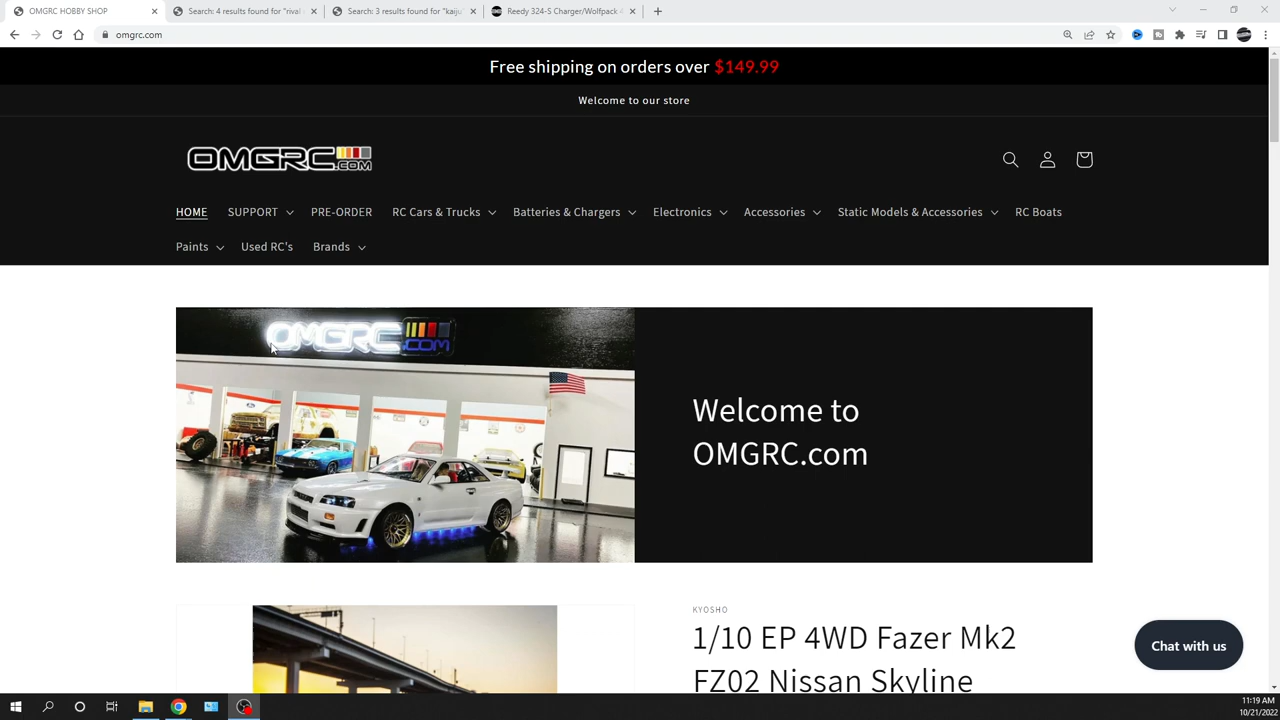 OMGRC HOBBY SHOP
Search: 4 results found for "rival
Search: 3 results found for "kaiju"
Reedy 324-S Charger/Wolfpack
omgrc.com
Free shipping on orders over $149.99
Welcome to our store
OMGRC.COM
HOME SUPPORT PRE-ORDER RC Cars & Trucks Batteries & Chargers Electronics Accessories Static Models & Accessories RC Boats
Paints Used RC's Brands
OMGRC.COM
Welcome to
OMGRC.com
KYOSHO
1/10 EP 4WD Fazer Mk2
FZ02 Nissan Skyline
Chat with us
11:19 AM
10/21/2022